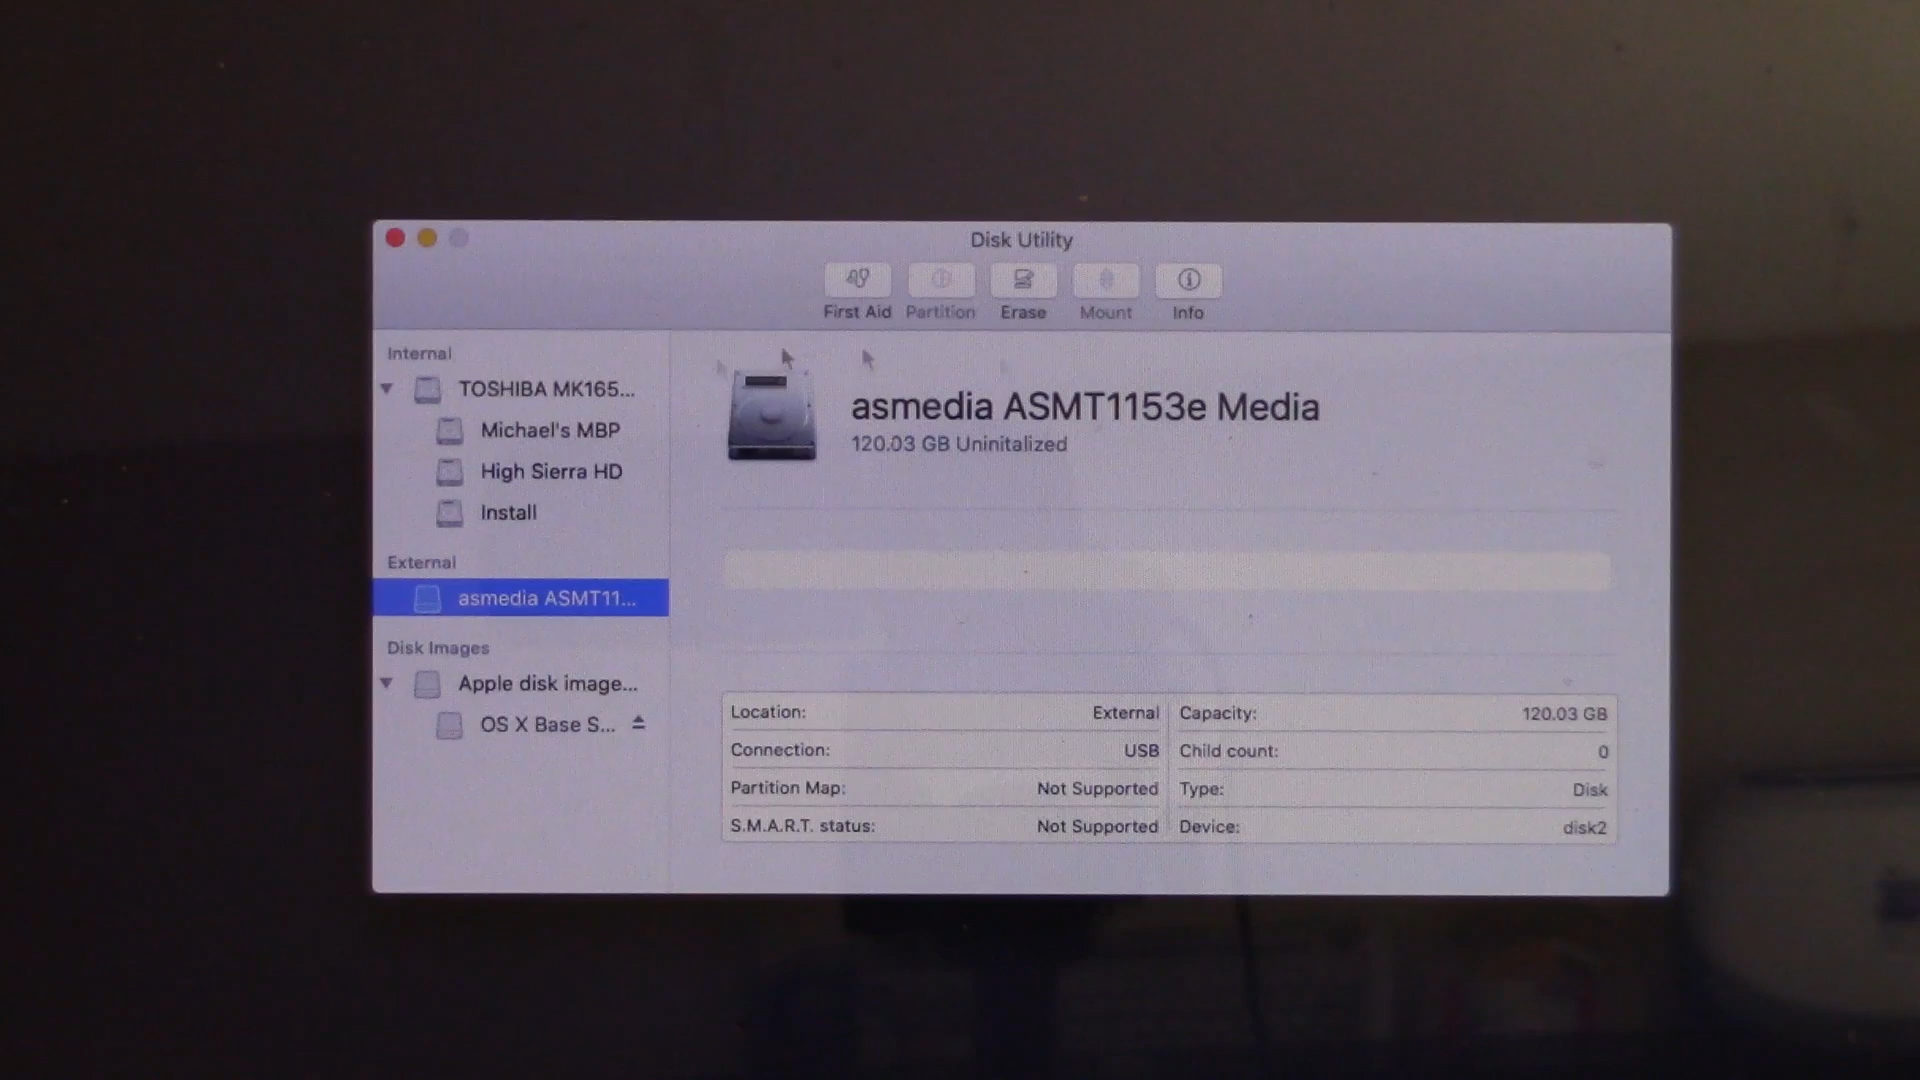 Disk Utility
First Aid
Partition
Erase
Mount
Info
Internal
TOSHIBA MK165...
Michael's MBP
High Sierra HD
Install
External
asmedia ASMT11...
Disk Images
Apple disk image...
OS X Base S...
asmedia ASMT1153e Media
120.03 GB Uninitalized
Location: External
Connection: USB
Partition Map: Not Supported
S.M.A.R.T. status: Not Supported
Capacity: 120.03 GB
Child count: 0
Type: Disk
Device: disk2